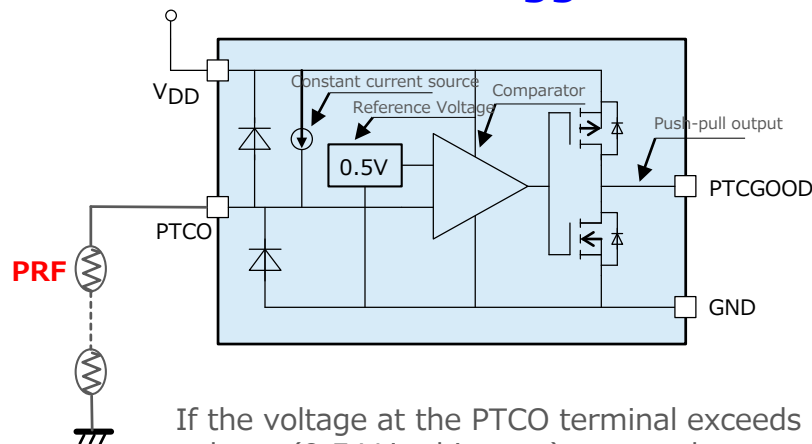 VDD
Constant current source
Reference Voltage
Comparator
Push-pull output
0.5V
PTCGOOD
PTCO
PRF
GND
If the voltage at the PTCO terminal exceeds